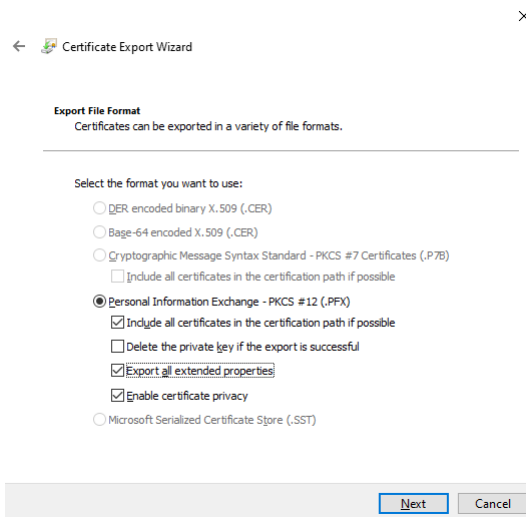 Certificate Export Wizard
Export File Format
Certificates can be exported in a variety of file formats.
Select the format you want to use:
DER encoded binary X.509 (.CER)
Base-64 encoded X.509 (.CER)
Cryptographic Message Syntax Standard - PKCS #7 Certificates (.P7B)
Include all certificates in the certification path if possible
Personal Information Exchange - PKCS #12 (.PFX)
Include all certificates in the certification path if possible
Delete the private key if the export is successful
Export all extended properties
Enable certificate privacy
Microsoft Serialized Certificate Store (.SST)
Next Cancel